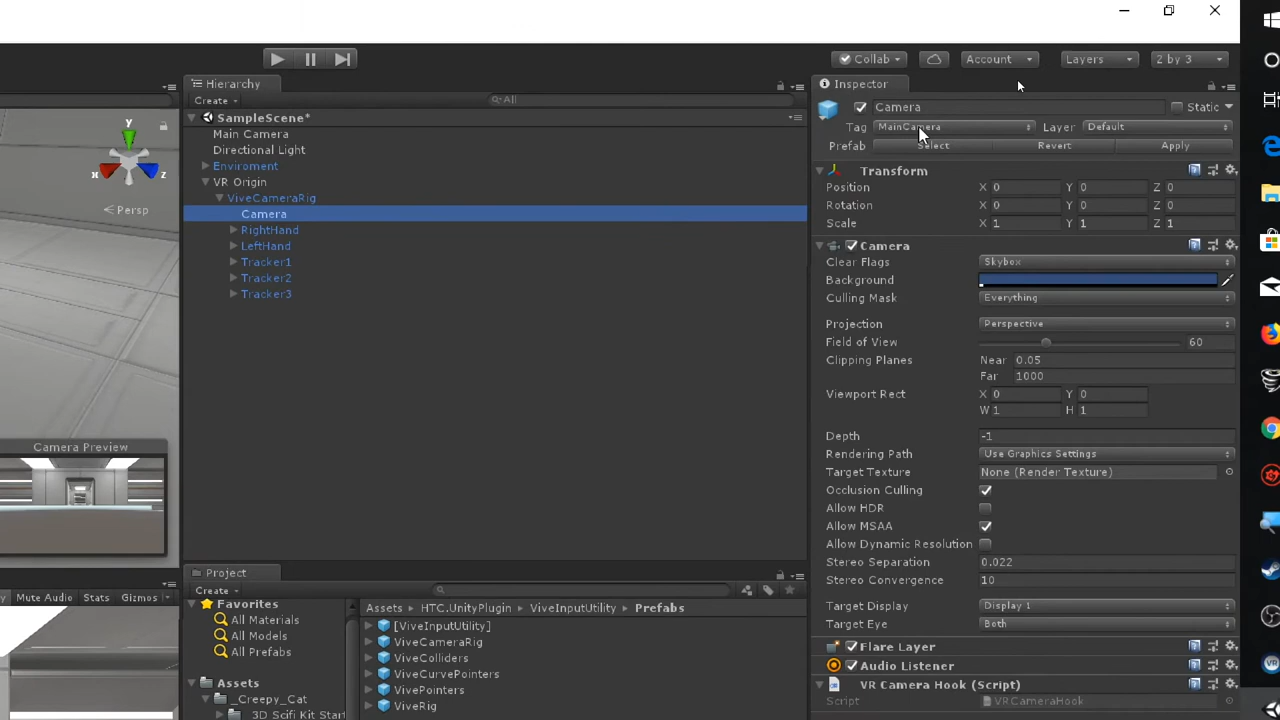 Collab
Account
Layers
2 by 3
Hierarchy
Create
All
SampleScene*
Main Camera
Directional Light
Enviroment
VR Origin
ViveCameraRig
Camera
RightHand
LeftHand
Tracker1
Tracker2
Tracker3
y
x
z
Persp
Camera Preview
Mute Audio Stats Gizmos
Project
Create
Favorites
All Materials
All Models
All Prefabs
Assets
_Creepy_Cat
3D Scifi Kit Start
Assets HTC.UnityPlugin ViveInputUtility Prefabs
[ViveInputUtility]
ViveCameraRig
ViveColliders
ViveCurvePointers
VivePointers
ViveRig
Inspector
Camera Static
Tag MainCamera Layer Default
Prefab Select Revert Apply
Transform
Position X 0 Y 0 Z 0
Rotation X 0 Y 0 Z 0
Scale X 1 Y 1 Z 1
Camera
Clear Flags Skybox
Background
Culling Mask Everything
Projection Perspective
Field of View 60
Clipping Planes Near 0.05
Far 1000
Viewport Rect X 0 Y 0
W 1 H 1
Depth -1
Rendering Path Use Graphics Settings
Target Texture None (Render Texture)
Occlusion Culling
Allow HDR
Allow MSAA
Allow Dynamic Resolution
Stereo Separation 0.022
Stereo Convergence 10
Target Display Display 1
Target Eye Both
Flare Layer
Audio Listener
VR Camera Hook (Script)
Script VRCameraHook